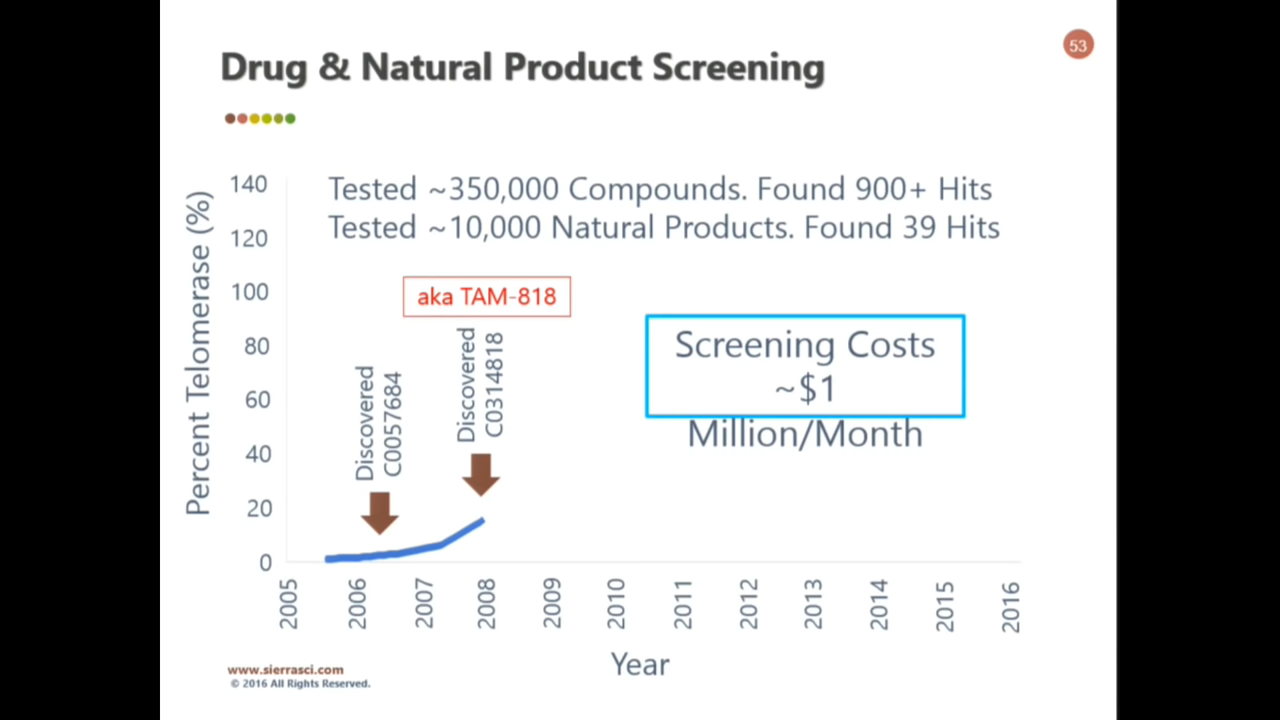 53
Drug & Natural Product Screening
Tested ~350,000 Compounds. Found 900+ Hits
Tested ~10,000 Natural Products. Found 39 Hits
aka TAM-818
Screening Costs
~$1
Million/Month
Discovered
C0057684
Discovered
C0314818
Percent Telomerase (%)
140
120
100
80
60
40
20
0
2005
2006
2007
2008
2009
2010
2011
2012
2013
2014
2015
2016
Year
www.sierrasci.com
© 2016 All Rights Reserved.